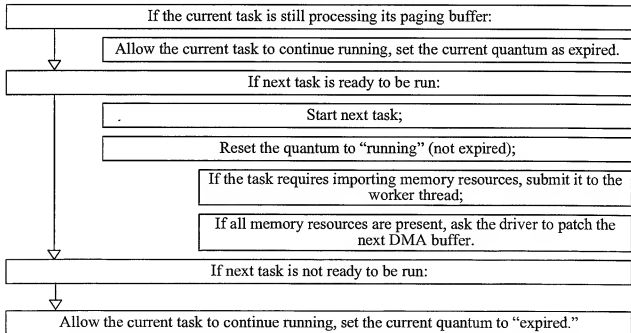 If the current task is still processing its paging buffer:
Allow the current task to continue running, set the current quantum as expired.
If next task is ready to be run:
Start next task;
Reset the quantum to “running” (not expired);
If the task requires importing memory resources, submit it to the
worker thread;
If all memory resources are present, ask the driver to patch the
next DMA buffer.
If next task is not ready to be run:
Allow the current task to continue running, set the current quantum to “expired.”